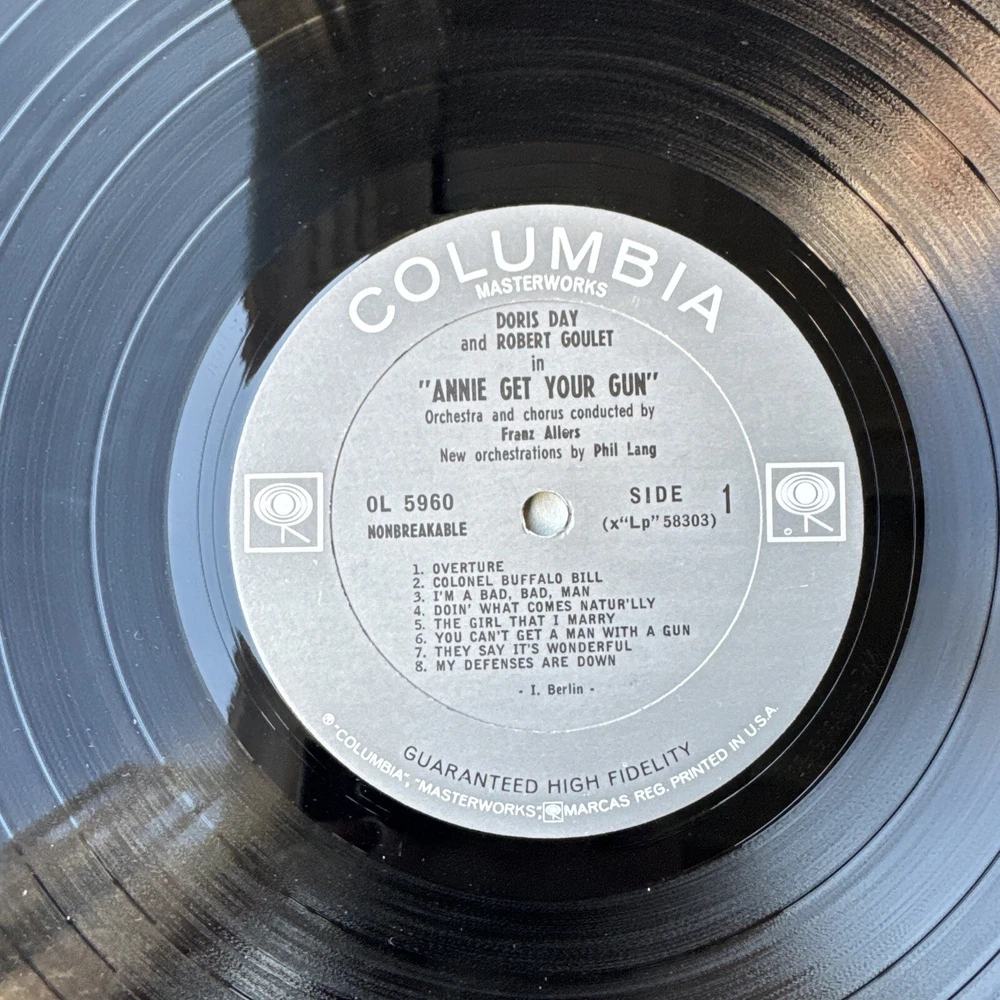 COLUMBIA
MASTERWORKS
DORIS DAY
and ROBERT GOULET
in
"ANNIE GET YOUR GUN"
Orchestra and chorus conducted by
Franz Allers
New orchestrations by Phil Lang
OL 5960
NONBREAKABLE
SIDE 1
(x"Lp" 58303)
1. OVERTURE
2. COLONEL BUFFALO BILL
3. I'M A BAD, BAD, MAN
4. DOIN' WHAT COMES NATUR'LLY
5. THE GIRL THAT I MARRY
6. YOU CAN'T GET A MAN WITH A GUN
7. THEY SAY IT'S WONDERFUL
8. MY DEFENSES ARE DOWN
- I. Berlin -
GUARANTEED HIGH FIDELITY
® "COLUMBIA", "MASTERWORKS", MARCAS REG. PRINTED IN U.S.A.